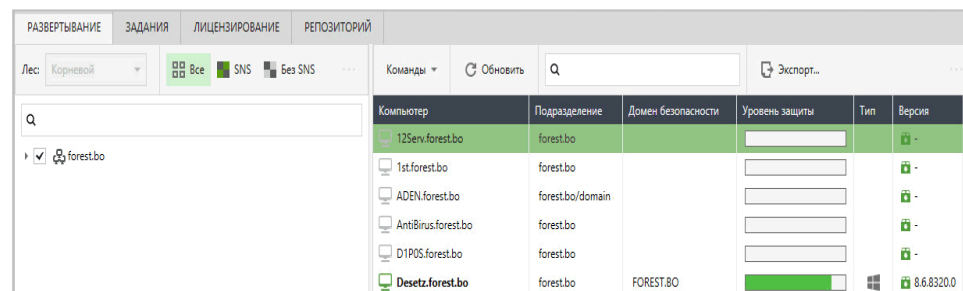 РАЗВЕРТЫВАНИЕ ЗАДАНИЯ ЛИЦЕНЗИРОВАНИЕ РЕПОЗИТОРИЙ
Лес: Корневой Все SNS Без SNS ... Команды Обновить Экспорт... ...
Компьютер Подразделение Домен безопасности Уровень защиты Тип Версия
12Serv.forest.bo forest.bo -
forest.bo
1st.forest.bo forest.bo -
ADEN.forest.bo forest.bo/domain -
AntiBirus.forest.bo forest.bo -
D1P0S.forest.bo forest.bo -
Desetz.forest.bo forest.bo FOREST.BO 8.6.8320.0